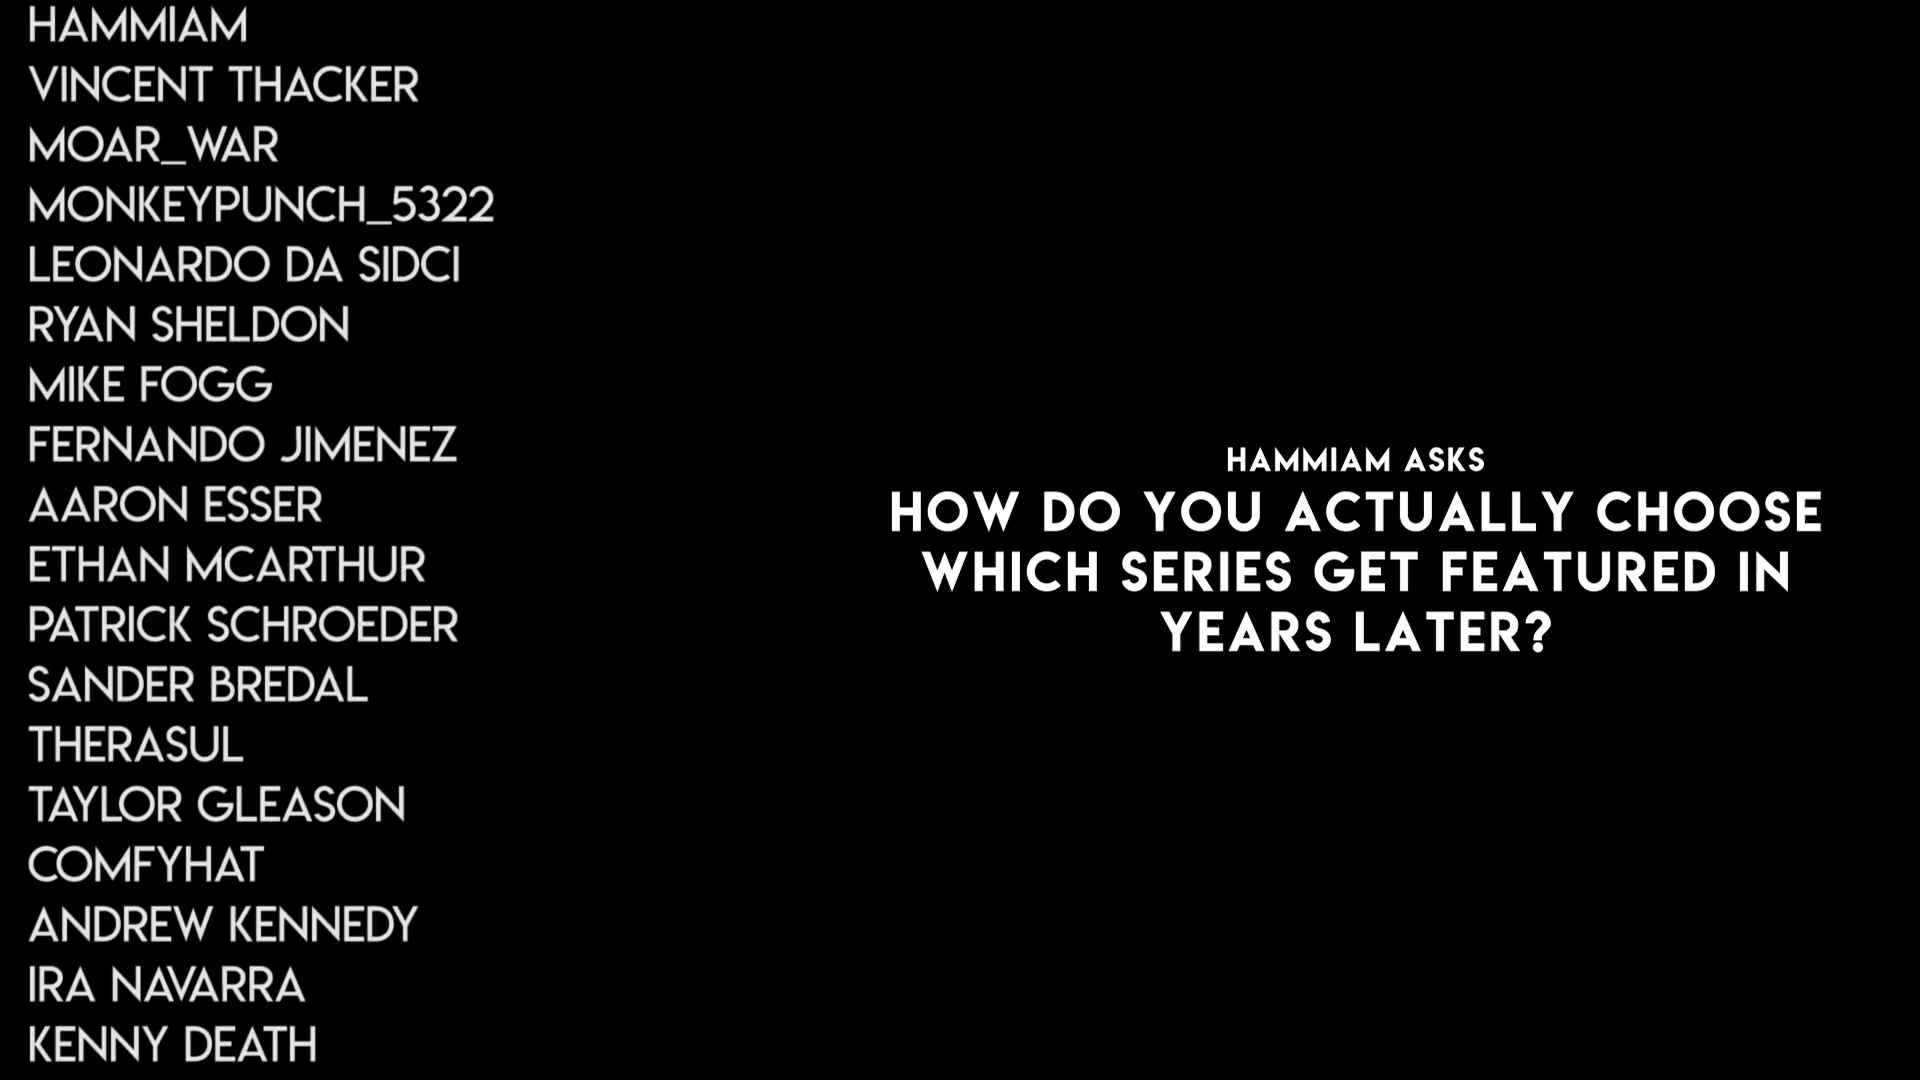 HAMMIAM
VINCENT THACKER
MOAR_WAR
MONKEYPUNCH_5322
LEONARDO DA SIDCI
RYAN SHELDON
MIKE FOGG
FERNANDO JIMENEZ
AARON ESSER
ETHAN MCARTHUR
PATRICK SCHROEDER
SANDER BREDAL
THERASUL
TAYLOR GLEASON
COMFYHAT
ANDREW KENNEDY
IRA NAVARRA
KENNY DEATH
HAMMIAM ASKS
HOW DO YOU ACTUALLY CHOOSE
WHICH SERIES GET FEATURED IN
YEARS LATER?